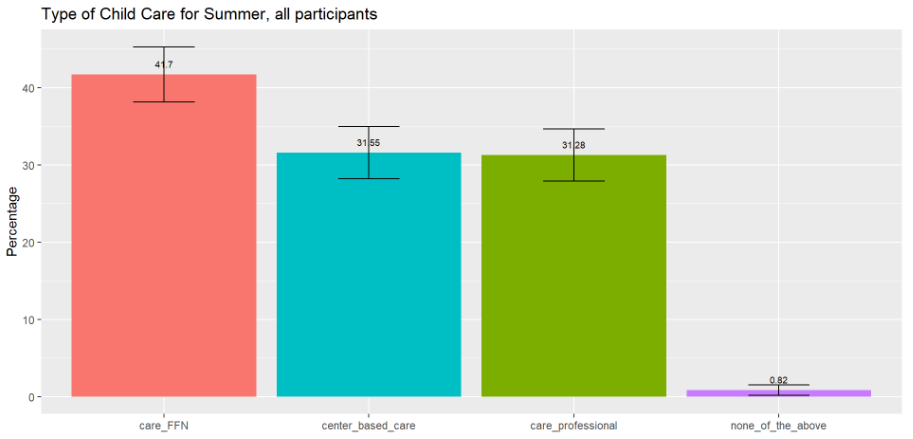 Type of Child Care for Summer, all participants
Percentage
40
30
20
10
0
41.7
31.55
31.28
0.82
care_FFN
center_based_care
care_professional
none_of_the_above